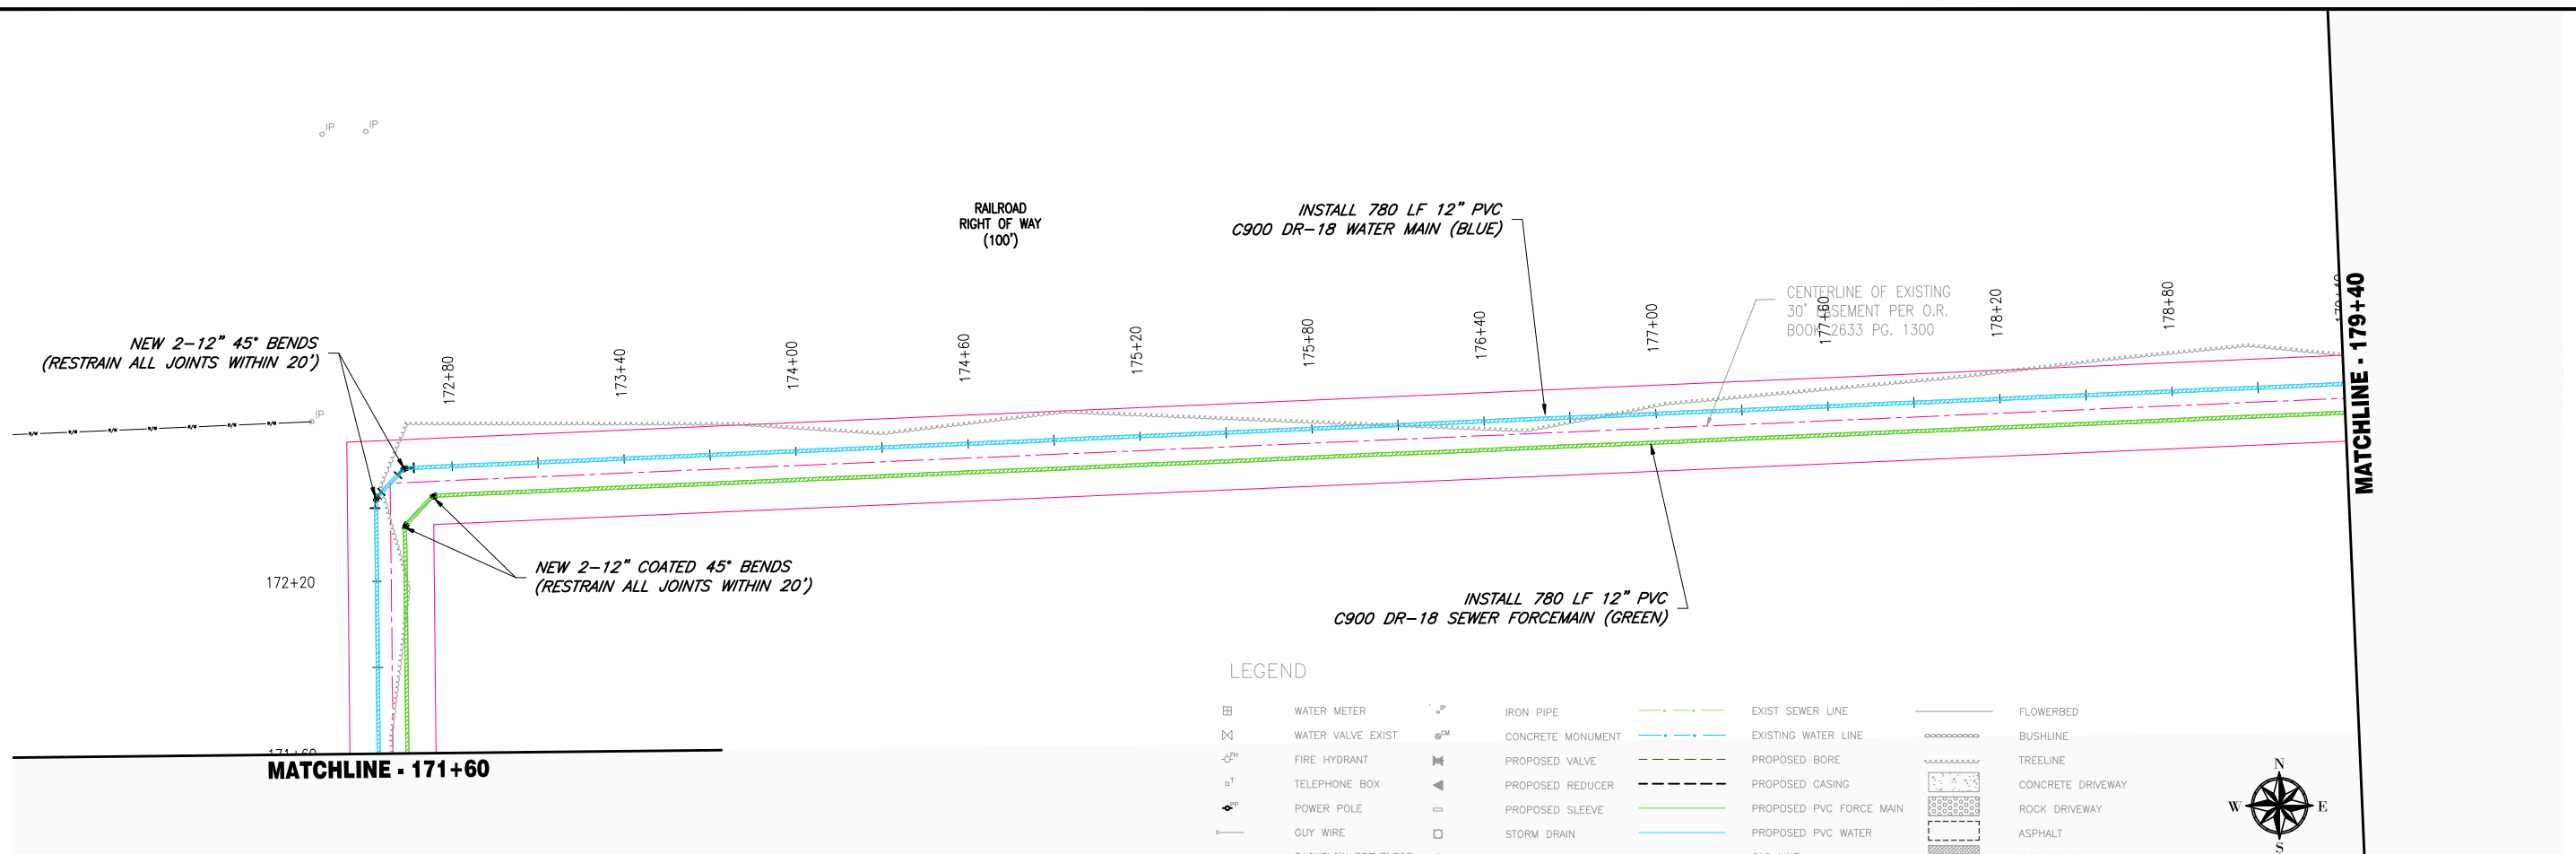 IP
IP
RAILROAD
RIGHT OF WAY
(100')
INSTALL 780 LF 12" PVC
C900 DR-18 WATER MAIN (BLUE)
CENTERLINE OF EXISTING
30' EASEMENT PER O.R.
BOOK 2633 PG. 1300
NEW 2-12" 45° BENDS
(RESTRAIN ALL JOINTS WITHIN 20')
IP
172+80
173+40
174+00
174+60
175+20
175+80
176+40
177+00
177+60
178+20
178+80
179+40
MATCHLINE - 179+40
NEW 2-12" COATED 45° BENDS
(RESTRAIN ALL JOINTS WITHIN 20')
172+20
INSTALL 780 LF 12" PVC
C900 DR-18 SEWER FORCEMAIN (GREEN)
171+60
MATCHLINE - 171+60
LEGEND
WATER METER
WATER VALVE EXIST
FH FIRE HYDRANT
T TELEPHONE BOX
PP POWER POLE
GUY WIRE
IP IRON PIPE
CM CONCRETE MONUMENT
PROPOSED VALVE
PROPOSED REDUCER
PROPOSED SLEEVE
STORM DRAIN
EXIST SEWER LINE
EXISTING WATER LINE
PROPOSED BORE
PROPOSED CASING
PROPOSED PVC FORCE MAIN
PROPOSED PVC WATER
FLOWERBED
BUSHLINE
TREELINE
CONCRETE DRIVEWAY
ROCK DRIVEWAY
ASPHALT
N
W E
S